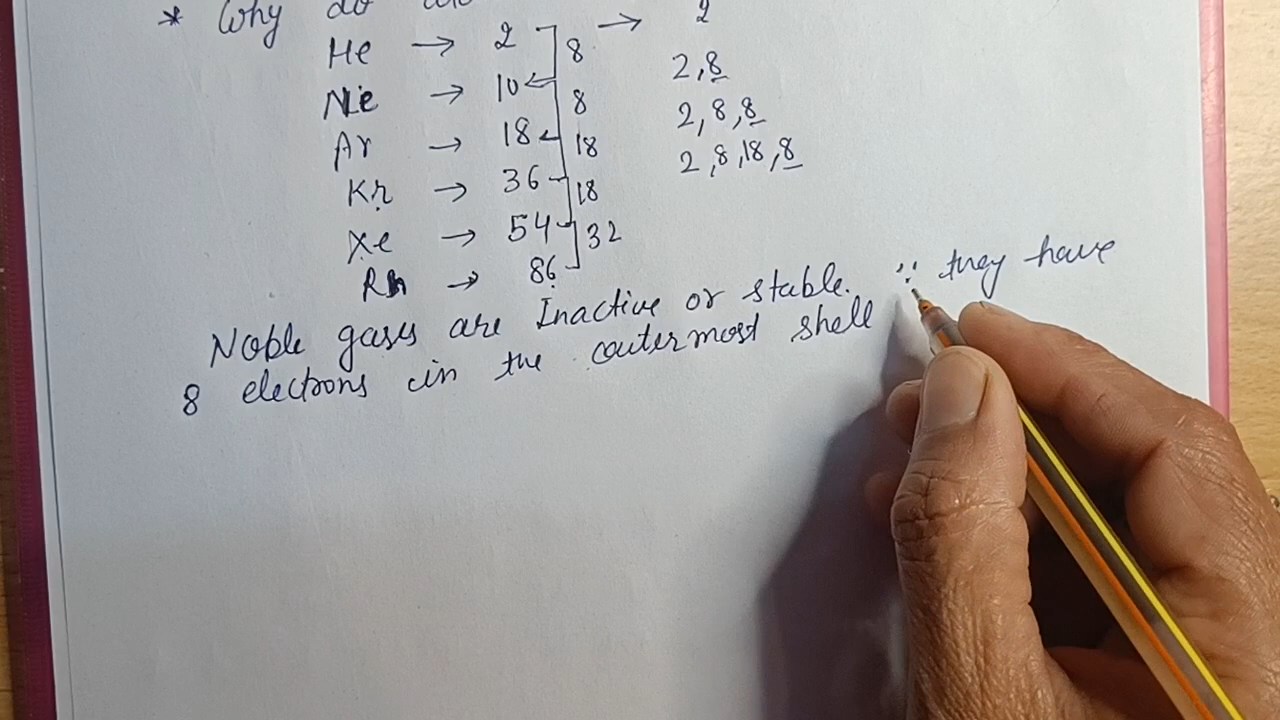 * Why do
He → 2 8 → 2
Ne → 10 8 2,8
Ar → 18 18 2,8,8
Kr → 36 18 2,8,18,8
Xe → 54 32
Rn → 86
Noble gases are Inactive or stable. ∵ they have
8 electrons in the outermost shell